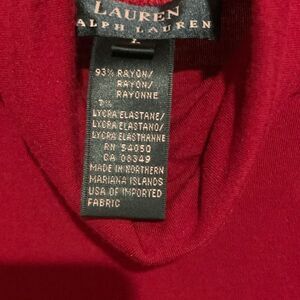 LAUREN
RALPH LAUREN
L
93% RAYON/
RAYON/
RAYONNE
7%
LYCRA ELASTANE/
LYCRA ELASTANO/
LYCRA ELASTHANNE
RN 54050
CA 08349
MADE IN NORTHERN
MARIANA ISLANDS
USA OF IMPORTED
FABRIC